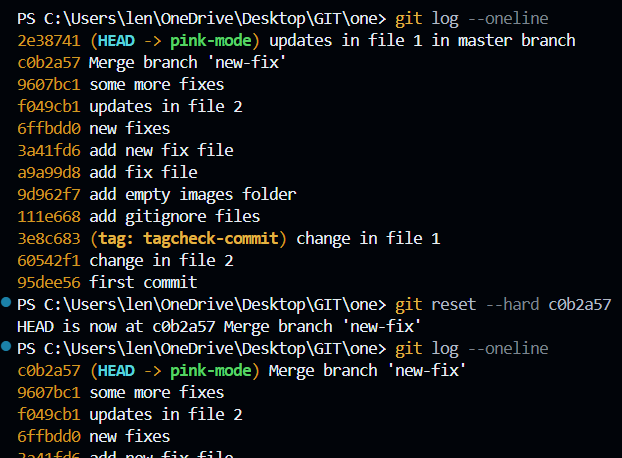 PS C:\Users\len\OneDrive\Desktop\GIT\one> git log --oneline
2e38741 (HEAD -> pink-mode) updates in file 1 in master branch
c0b2a57 Merge branch 'new-fix'
9607bc1 some more fixes
f049cb1 updates in file 2
6ffbdd0 new fixes
3a41fd6 add new fix file
a9a99d8 add fix file
9d962f7 add empty images folder
111e668 add gitignore files
3e8c683 (tag: tagcheck-commit) change in file 1
60542f1 change in file 2
95dee56 first commit
PS C:\Users\len\OneDrive\Desktop\GIT\one> git reset --hard c0b2a57
HEAD is now at c0b2a57 Merge branch 'new-fix'
PS C:\Users\len\OneDrive\Desktop\GIT\one> git log --oneline
c0b2a57 (HEAD -> pink-mode) Merge branch 'new-fix'
9607bc1 some more fixes
f049cb1 updates in file 2
6ffbdd0 new fixes
3a41fd6 add new fix file